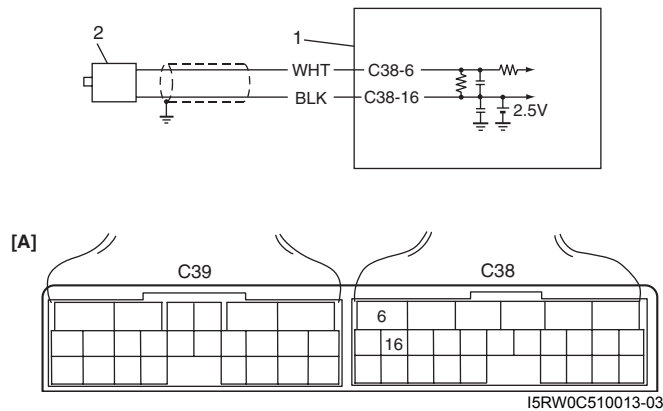 2
1
WHT
C38-6
BLK
C38-16
2.5V
[A]
C39
C38
6
16
I5RW0C510013-03